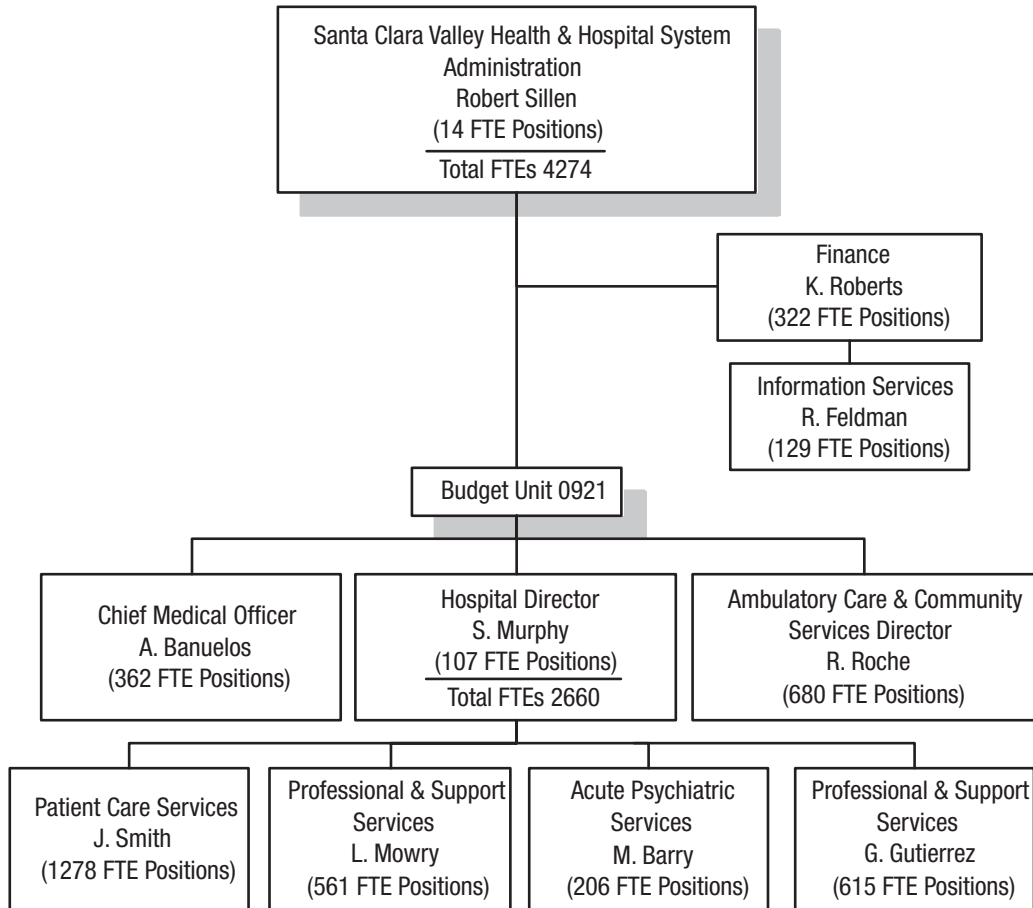 Santa Clara Valley Health & Hospital System
Administration
Robert Sillen
(14 FTE Positions)
Total FTEs 4274
Finance
K. Roberts
(322 FTE Positions)
Information Services
R. Feldman
(129 FTE Positions)
Budget Unit 0921
Chief Medical Officer
A. Banuelos
(362 FTE Positions)
Hospital Director
S. Murphy
(107 FTE Positions)
Total FTEs 2660
Ambulatory Care & Community
Services Director
R. Roche
(680 FTE Positions)
Patient Care Services
J. Smith
(1278 FTE Positions)
Professional & Support
Services
L. Mowry
(561 FTE Positions)
Acute Psychiatric
Services
M. Barry
(206 FTE Positions)
Professional & Support
Services
G. Gutierrez
(615 FTE Positions)